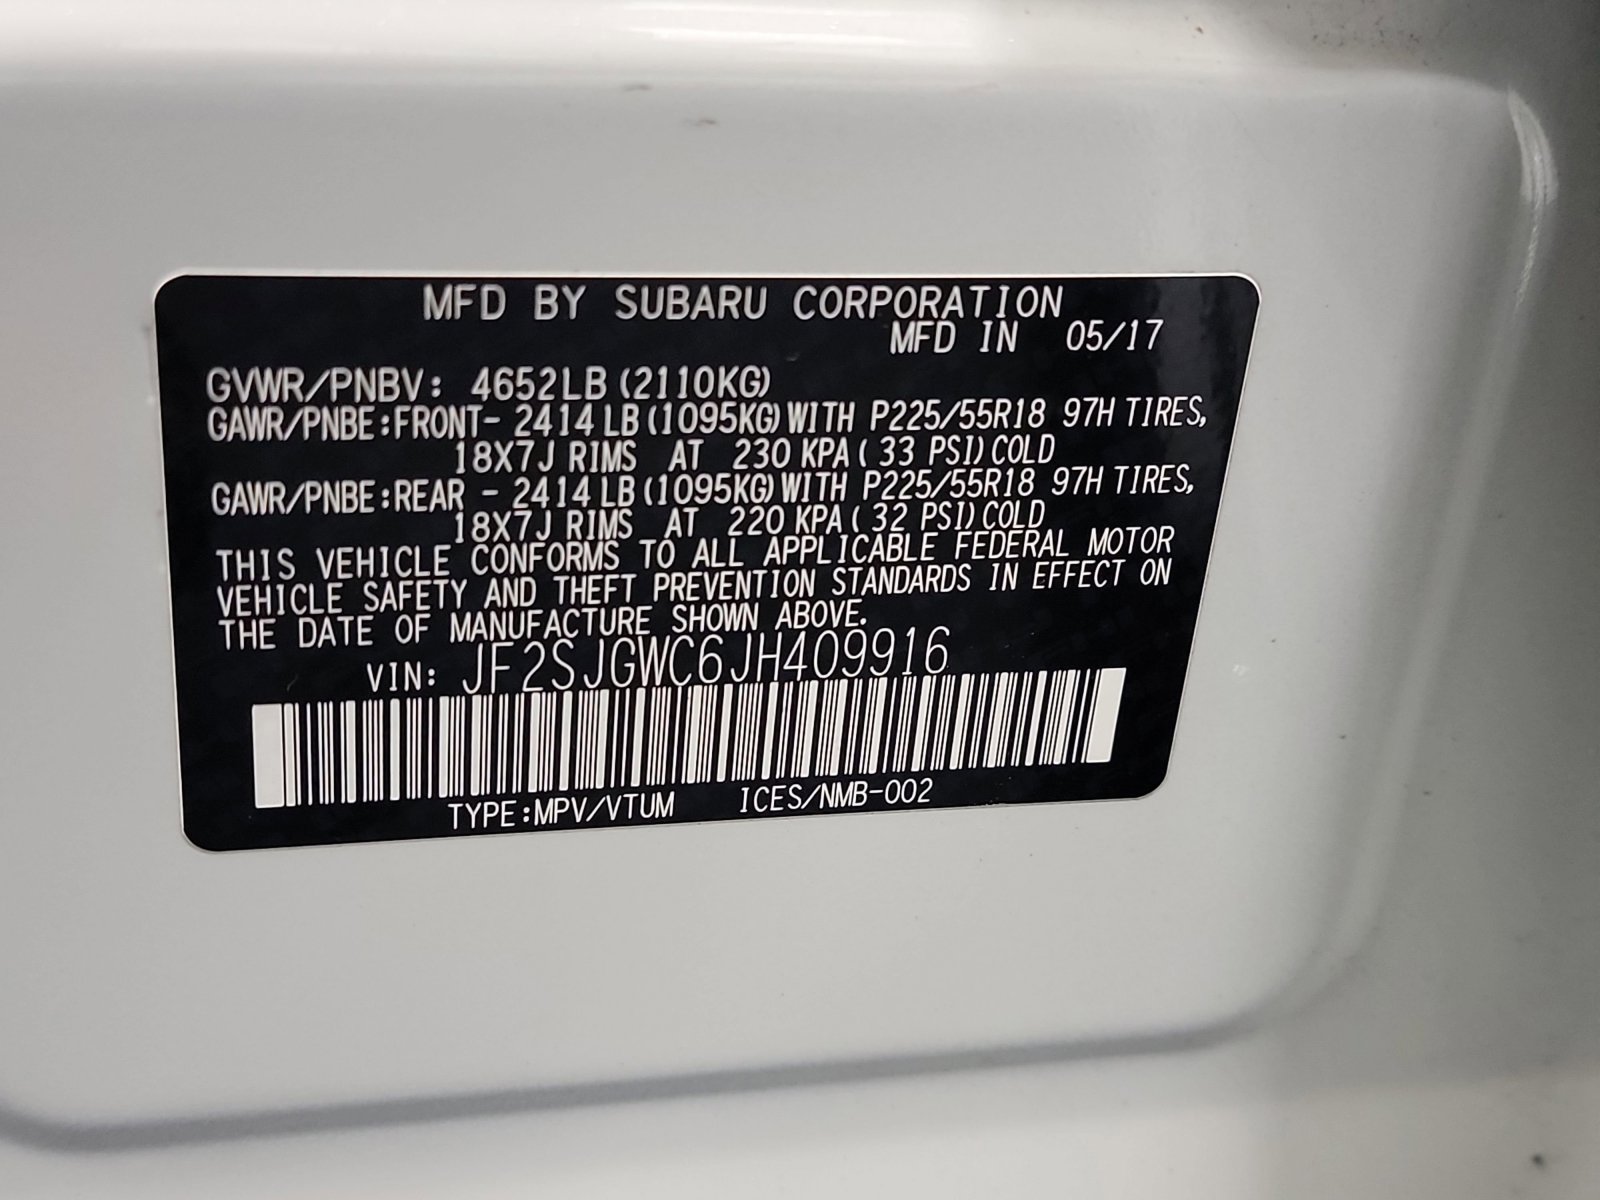 MFD BY SUBARU CORPORATION
MFD IN 05/17
GVWR/PNBV: 4652LB (2110KG)
GAWR/PNBE:FRONT- 2414 LB (1095KG) WITH P225/55R18 97H TIRES,
18X7J RIMS AT 230 KPA ( 33 PSI) COLD
GAWR/PNBE:REAR - 2414 LB (1095KG) WITH P225/55R18 97H TIRES,
18X7J RIMS AT 220 KPA ( 32 PSI) COLD
THIS VEHICLE CONFORMS TO ALL APPLICABLE FEDERAL MOTOR
VEHICLE SAFETY AND THEFT PREVENTION STANDARDS IN EFFECT ON
THE DATE OF MANUFACTURE SHOWN ABOVE.
VIN: JF2SJGWC6JH409916
TYPE:MPV/VTUM ICES/NMB-002